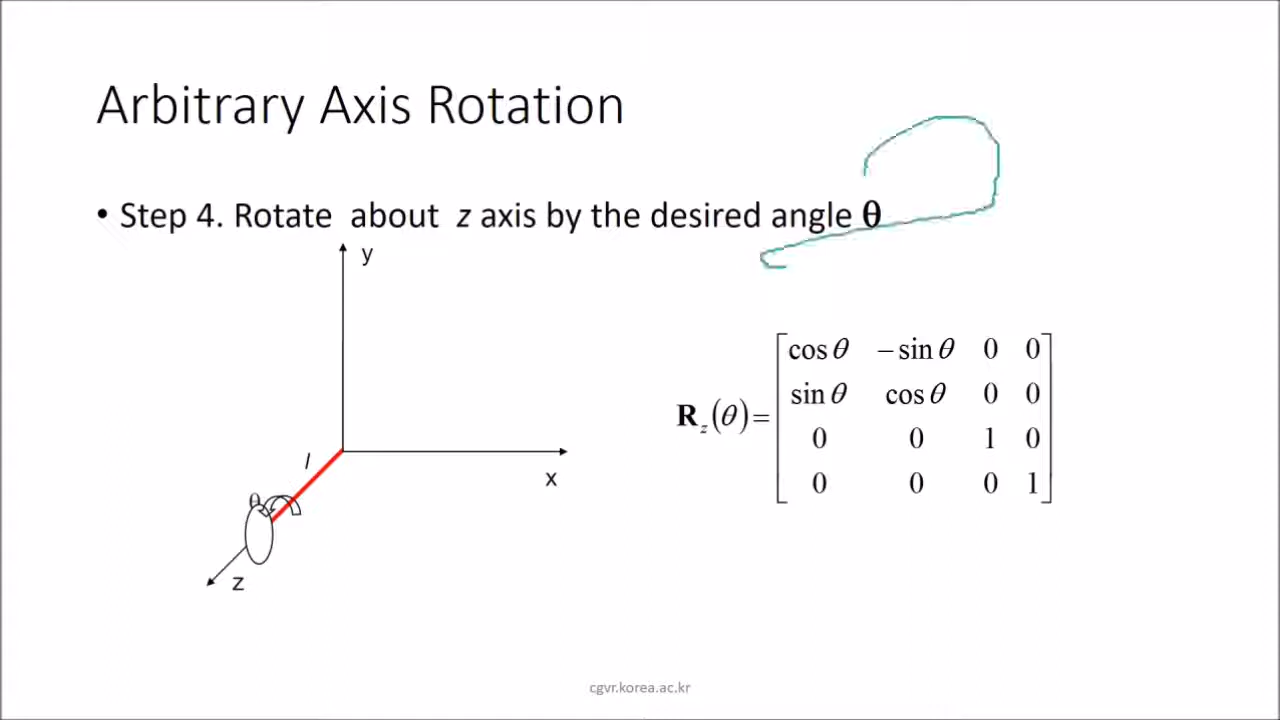 Arbitrary Axis Rotation
• Step 4. Rotate about z axis by the desired angle θ
y
l
x
θ
z
R_z(θ)=
cos θ −sin θ 0 0
sin θ cos θ 0 0
0 0 1 0
0 0 0 1
cgvr.korea.ac.kr